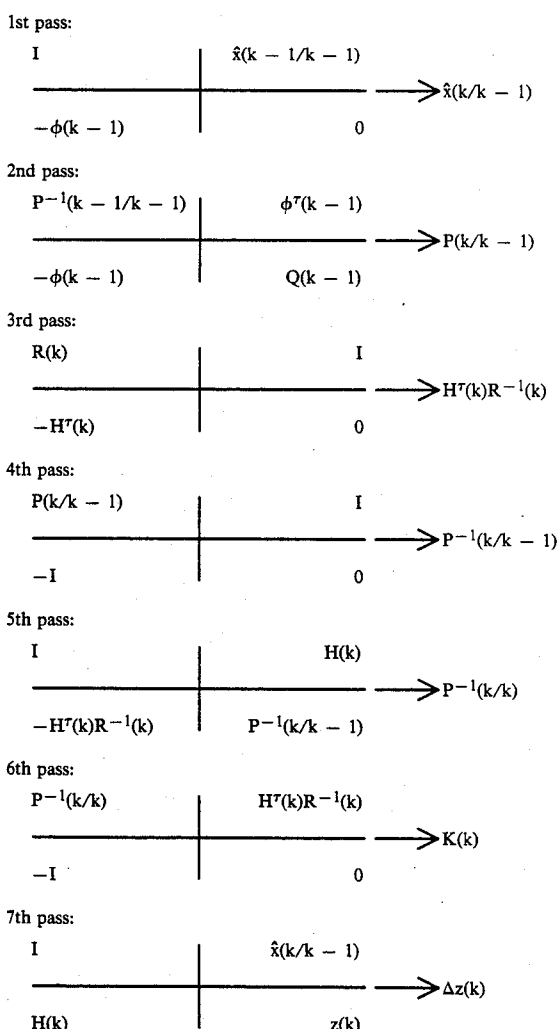 1st pass:
I x̂(k − 1/k − 1)
x̂(k/k − 1)
−ϕ(k − 1) 0
2nd pass:
P⁻¹(k − 1/k − 1) ϕᵀ(k − 1)
P(k/k − 1)
−ϕ(k − 1) Q(k − 1)
3rd pass:
R(k) I
Hᵀ(k)R⁻¹(k)
−Hᵀ(k) 0
4th pass:
P(k/k − 1) I
P⁻¹(k/k − 1)
−I 0
5th pass:
I H(k)
P⁻¹(k/k)
−Hᵀ(k)R⁻¹(k) P⁻¹(k/k − 1)
6th pass:
P⁻¹(k/k) Hᵀ(k)R⁻¹(k)
K(k)
−I 0
7th pass:
I x̂(k/k − 1)
Δz(k)
H(k) z(k)